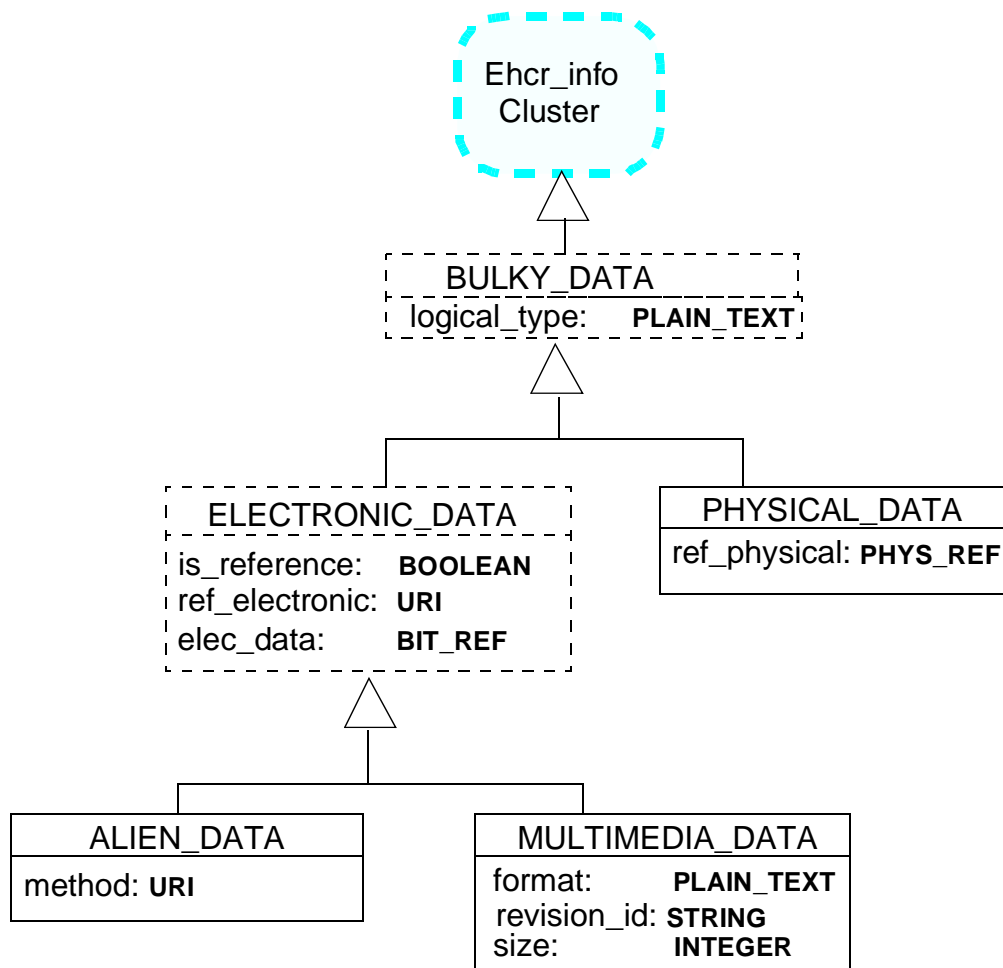 Ehcr_info
Cluster
BULKY_DATA
logical_type: PLAIN_TEXT
ELECTRONIC_DATA
is_reference: BOOLEAN
ref_electronic: URI
elec_data: BIT_REF
PHYSICAL_DATA
ref_physical: PHYS_REF
ALIEN_DATA
method: URI
MULTIMEDIA_DATA
format: PLAIN_TEXT
revision_id: STRING
size: INTEGER